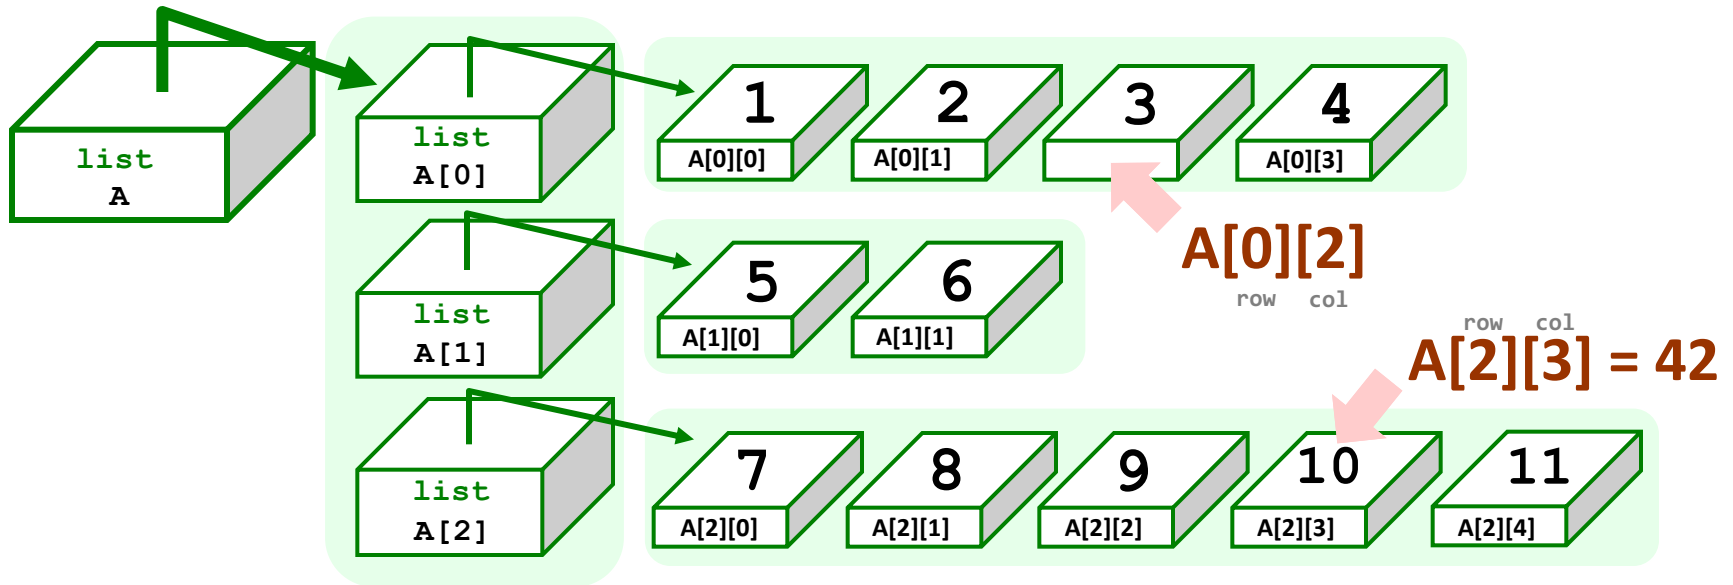 list
A
list
A[0]
1 2 3 4
A[0][0] A[0][1] A[0][3]
A[0][2]
row col
list
A[1]
5 6
A[1][0] A[1][1]
row col
A[2][3] = 42
list
A[2]
7 8 9 10 11
A[2][0] A[2][1] A[2][2] A[2][3] A[2][4]